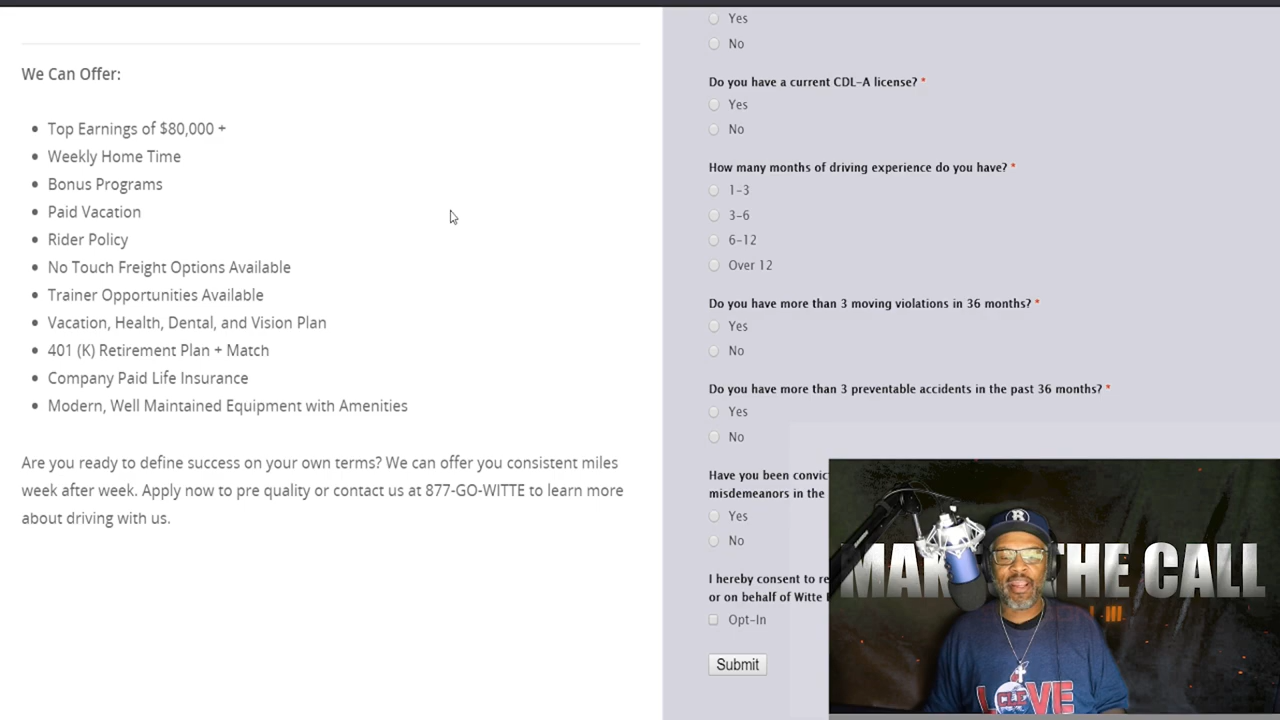 We Can Offer:
Top Earnings of $80,000 +
Weekly Home Time
Bonus Programs
Paid Vacation
Rider Policy
No Touch Freight Options Available
Trainer Opportunities Available
Vacation, Health, Dental, and Vision Plan
401 (K) Retirement Plan + Match
Company Paid Life Insurance
Modern, Well Maintained Equipment with Amenities
Are you ready to define success on your own terms? We can offer you consistent miles
week after week. Apply now to pre quality or contact us at 877-GO-WITTE to learn more
about driving with us.
Yes
No
Do you have a current CDL-A license? *
Yes
No
How many months of driving experience do you have? *
1-3
3-6
6-12
Over 12
Do you have more than 3 moving violations in 36 months? *
Yes
No
Do you have more than 3 preventable accidents in the past 36 months? *
Yes
No
Have you been
misdemeanors in the
Yes
No
I hereby consent to
or on behalf of Witte
Opt-In
Submit
THE CALL
III
LOVE
CLE